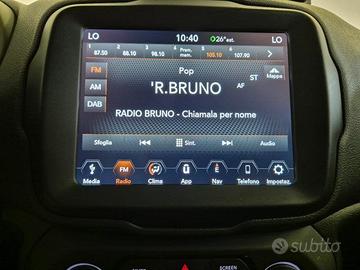 LO 10:40 26°est. LO
1 87.50 2 88.10 3 90.10 4 Prem. mem. 5 105.10 6 107.90
FM Pop Mappa
AM 'R.BRUNO AF ST
DAB
RADIO BRUNO - Chiamala per nome
Sfoglia Sint. Audio
Media Radio Clima App Nav Telefono Impostaz.
SCREEN
subito